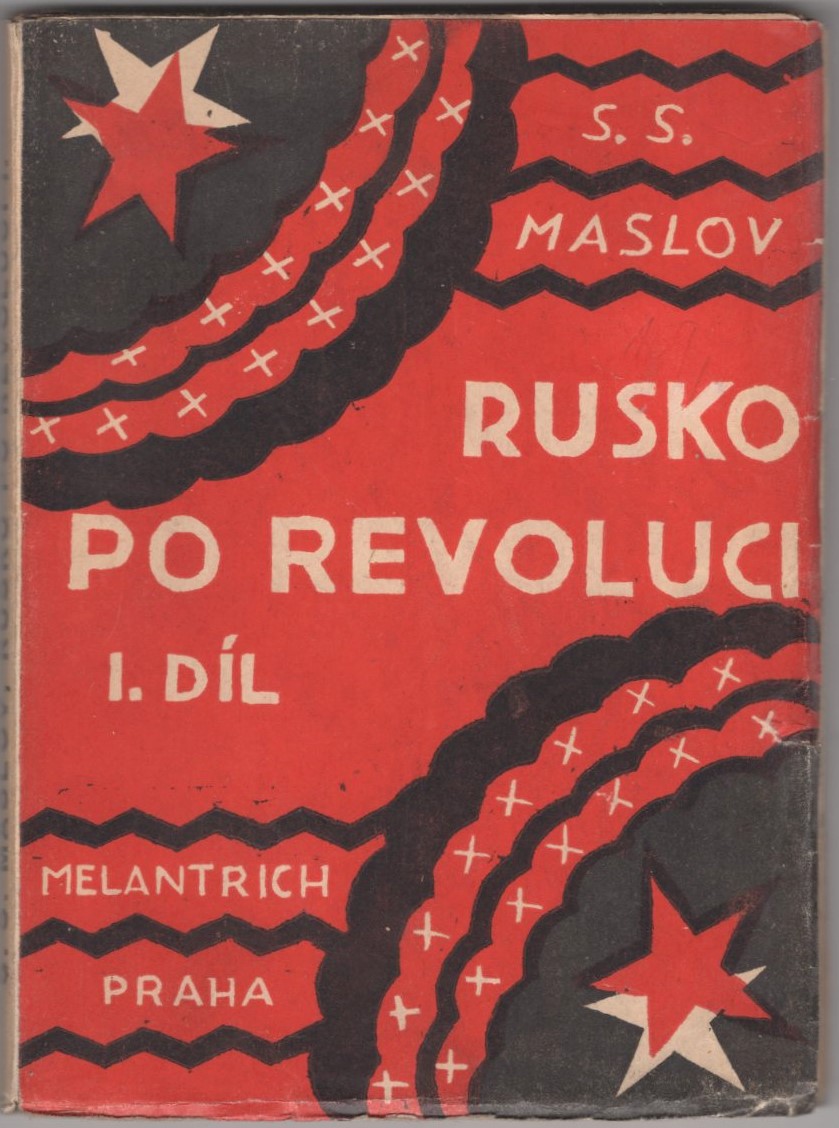 S. S.
MASLOV
RUSKO
PO REVOLUCI
I. DÍL
MELANTRICH
PRAHA